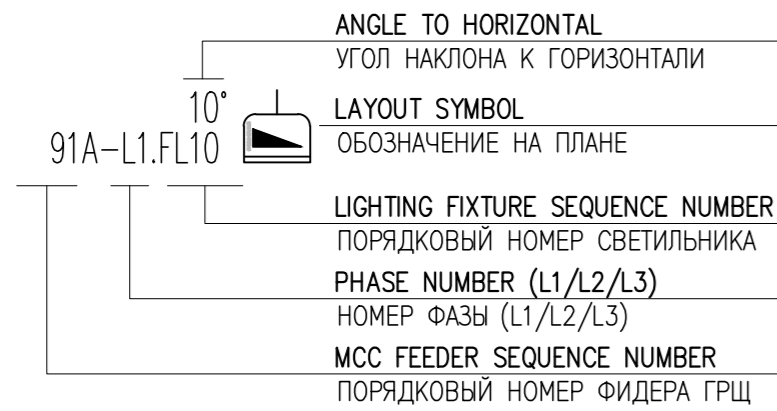 ANGLE TO HORIZONTAL
УГОЛ НАКЛОНА К ГОРИЗОНТАЛИ
10°
LAYOUT SYMBOL
91A-L1.FL10
ОБОЗНАЧЕНИЕ НА ПЛАНЕ
LIGHTING FIXTURE SEQUENCE NUMBER
ПОРЯДКОВЫЙ НОМЕР СВЕТИЛЬНИКА
PHASE NUMBER (L1/L2/L3)
НОМЕР ФАЗЫ (L1/L2/L3)
MCC FEEDER SEQUENCE NUMBER
ПОРЯДКОВЫЙ НОМЕР ФИДЕРА ГРЩ